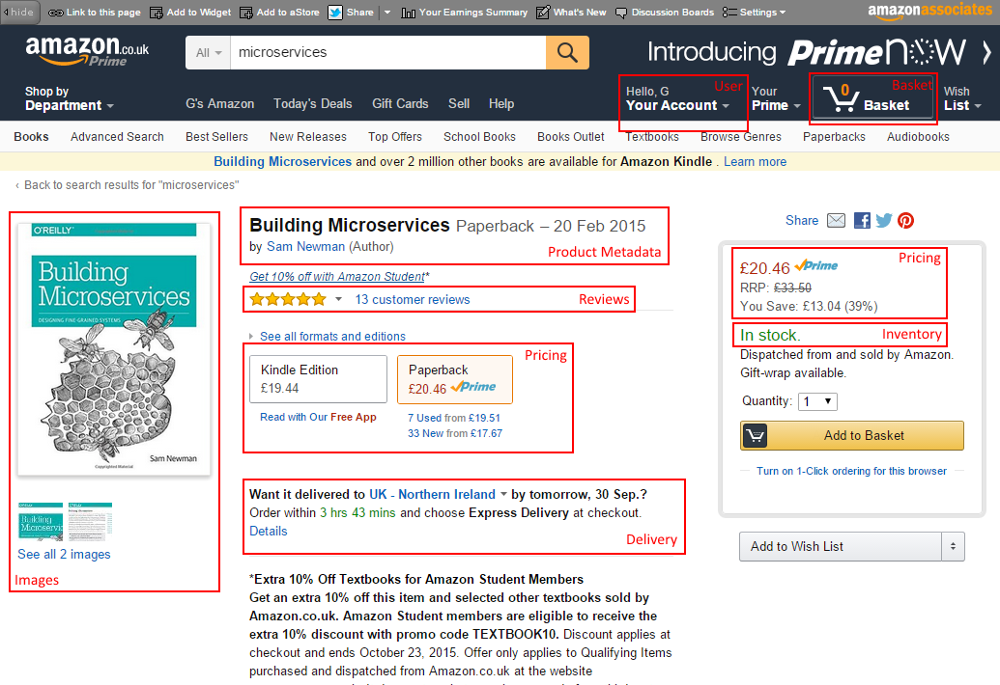 hide Link to this page Add to Widget Add to aStore Share Your Earnings Summary What's New Discussion Boards Settings amazonassociates
amazon.co.uk
Prime
All microservices
Introducing PrimeNOW
Shop by
Department
G's Amazon Today's Deals Gift Cards Sell Help
Hello, G User
Your Account
Your
Prime
0 Basket
Basket
Wish
List
Books Advanced Search Best Sellers New Releases Top Offers School Books Books Outlet Textbooks Browse Genres Paperbacks Audiobooks
Building Microservices and over 2 million other books are available for Amazon Kindle . Learn more
‹ Back to search results for "microservices"
O'REILLY'
Building
Microservices
DESIGNING FINE-GRAINED SYSTEMS
Sam Newman
Copyrighted Material
Building
Microservices
See all 2 images
Images
Building Microservices Paperback – 20 Feb 2015
by Sam Newman (Author)
Product Metadata
Get 10% off with Amazon Student*
13 customer reviews Reviews
See all formats and editions
Pricing
Kindle Edition
£19.44
Read with Our Free App
Paperback
£20.46 Prime
7 Used from £19.51
33 New from £17.67
Want it delivered to UK - Northern Ireland by tomorrow, 30 Sep.?
Order within 3 hrs 43 mins and choose Express Delivery at checkout.
Details
Delivery
*Extra 10% Off Textbooks for Amazon Student Members
Get an extra 10% off this item and selected other textbooks sold by
Amazon.co.uk. Amazon Student members are eligible to receive the
extra 10% discount with promo code TEXTBOOK10. Discount applies at
checkout and ends October 23, 2015. Offer only applies to Qualifying Items
purchased and dispatched from Amazon.co.uk at the website
Share
£20.46 Prime Pricing
RRP: £33.50
You Save: £13.04 (39%)
In stock. Inventory
Dispatched from and sold by Amazon.
Gift-wrap available.
Quantity: 1
Add to Basket
Turn on 1-Click ordering for this browser
Add to Wish List